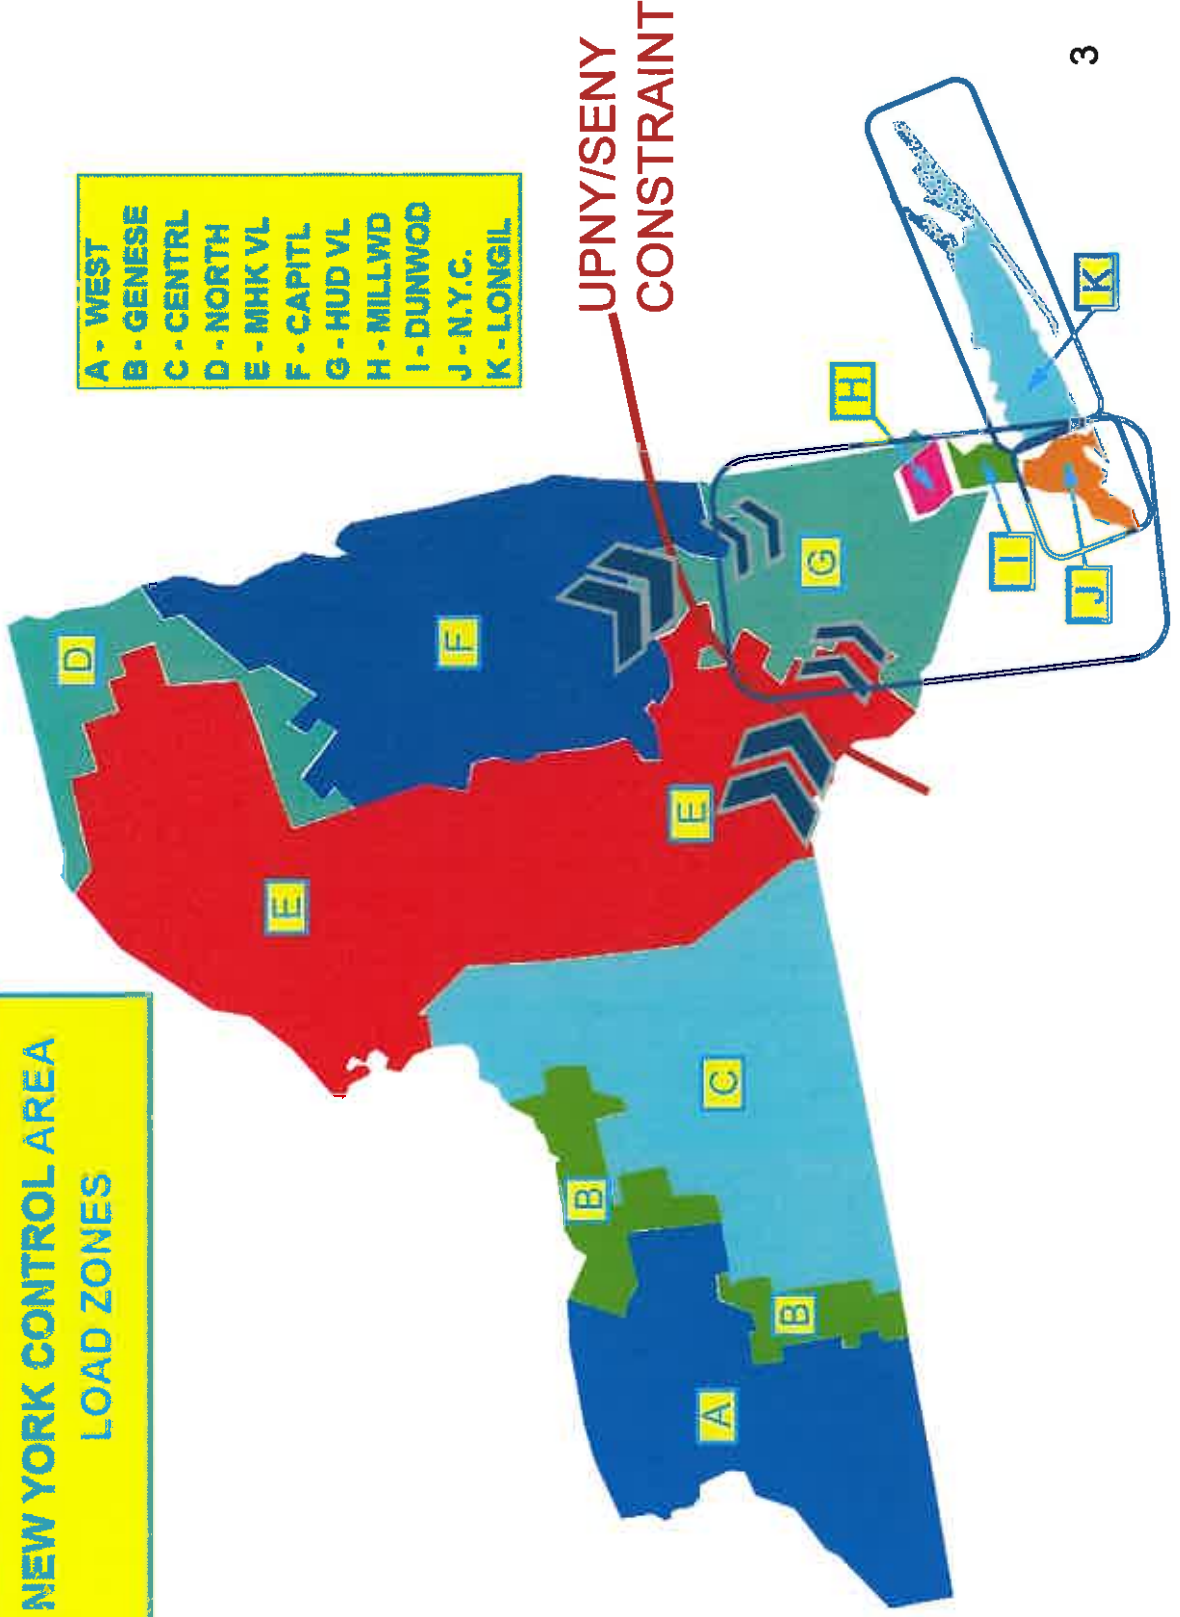 NEW YORK CONTROL AREA
LOAD ZONES
A - WEST
B - GENESE
C - CENTRL
D - NORTH
E - MHK VL
F - CAPITL
G - HUD VL
H - MILLWD
I - DUNWOD
J - N.Y.C.
K - LONGIL
D
E
F
E
UPNY/SENY
CONSTRAINT
B
C
A
B
G
H
I
J
K
3